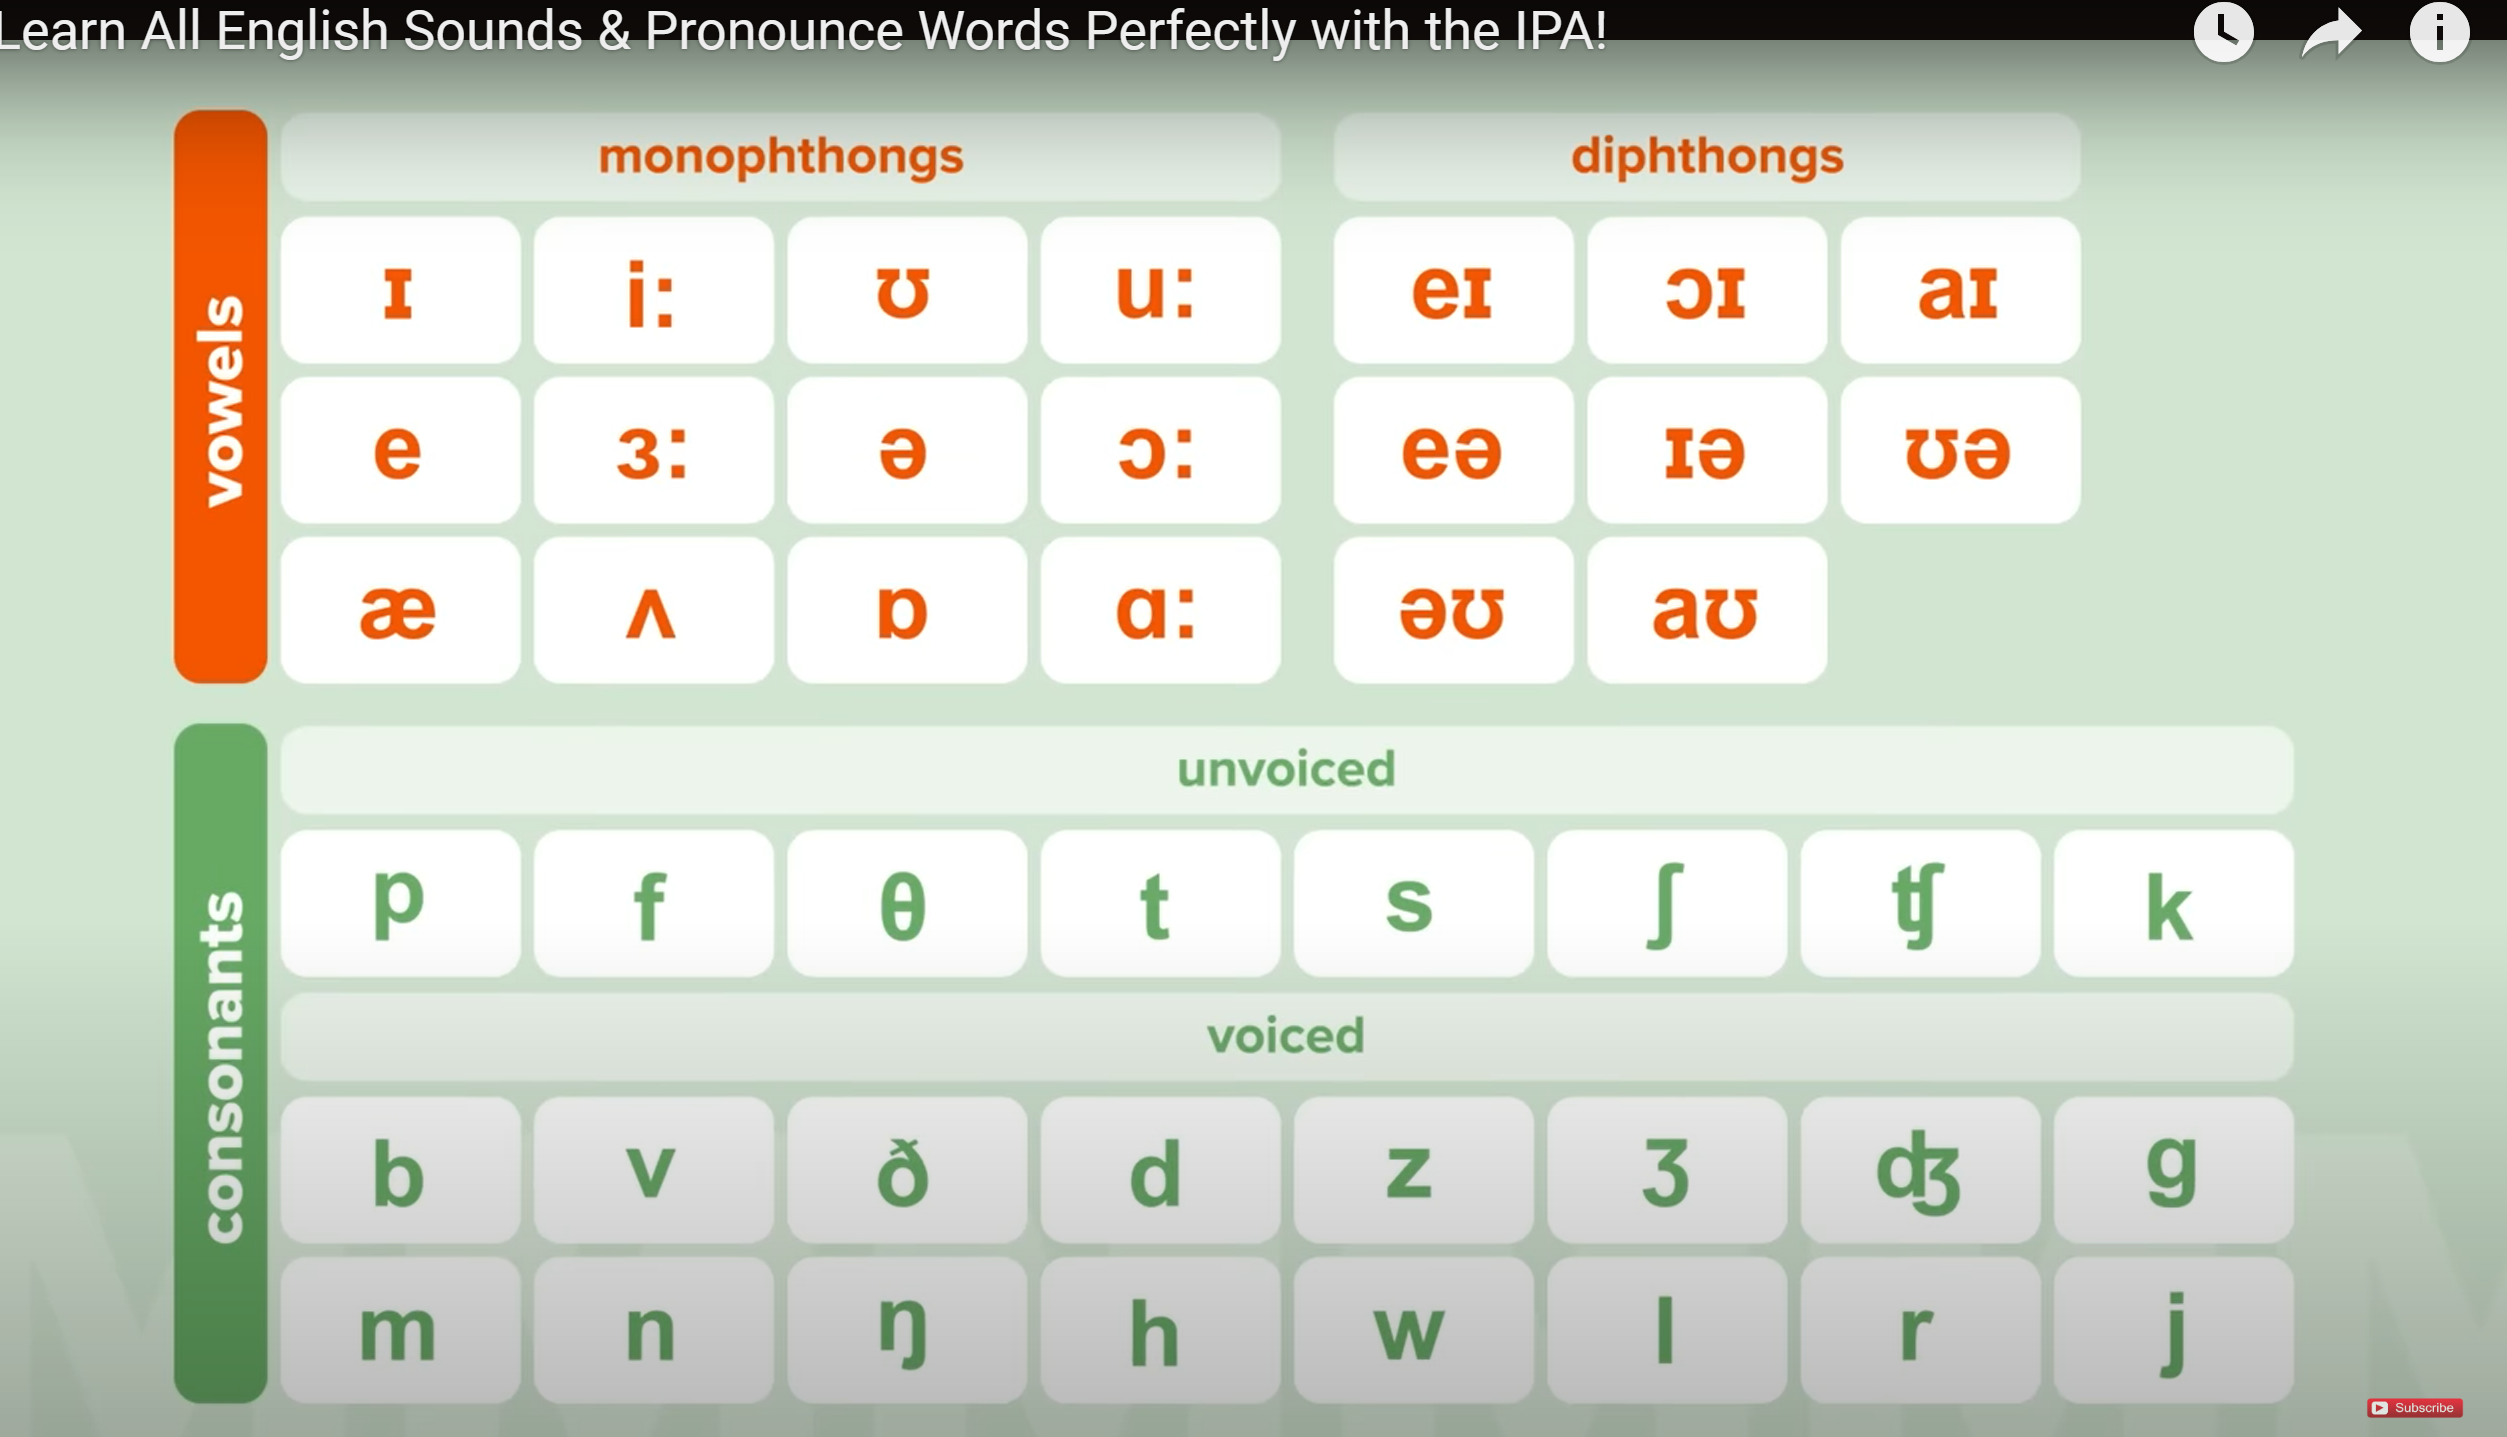 Learn All English Sounds & Pronounce Words Perfectly with the IPA!
vowels
monophthongs
diphthongs
ɪ i: ʊ u: eɪ ɔɪ aɪ
e ɜ: ə ɔ: eə ɪə ʊə
æ ʌ ɒ ɑ: əʊ aʊ
consonants
unvoiced
p f θ t s ʃ ʧ k
voiced
b v ð d z ʒ ʤ g
m n ŋ h w l r j
Subscribe